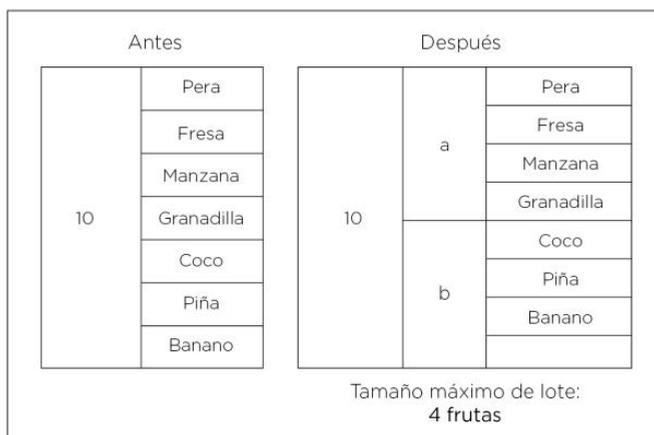 Antes
10
Pera
Fresa
Manzana
Granadilla
Coco
Piña
Banano
Después
10
a
Pera
Fresa
Manzana
Granadilla
b
Coco
Piña
Banano
Tamaño máximo de lote:
4 frutas